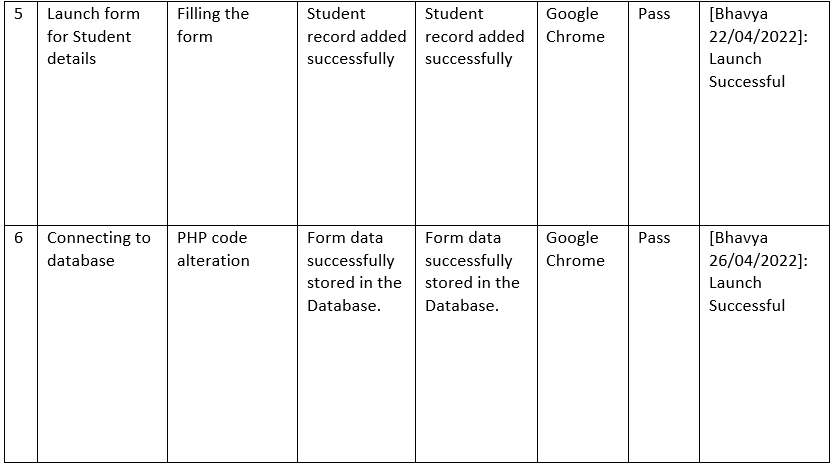 5
Launch form
for Student
details
Filling the
form
Student
record added
successfully
Student
record added
successfully
Google
Chrome
Pass
[Bhavya
22/04/2022]:
Launch
Successful
6
Connecting to
database
PHP code
alteration
Form data
successfully
stored in the
Database.
Form data
successfully
stored in the
Database.
Google
Chrome
Pass
[Bhavya
26/04/2022]:
Launch
Successful